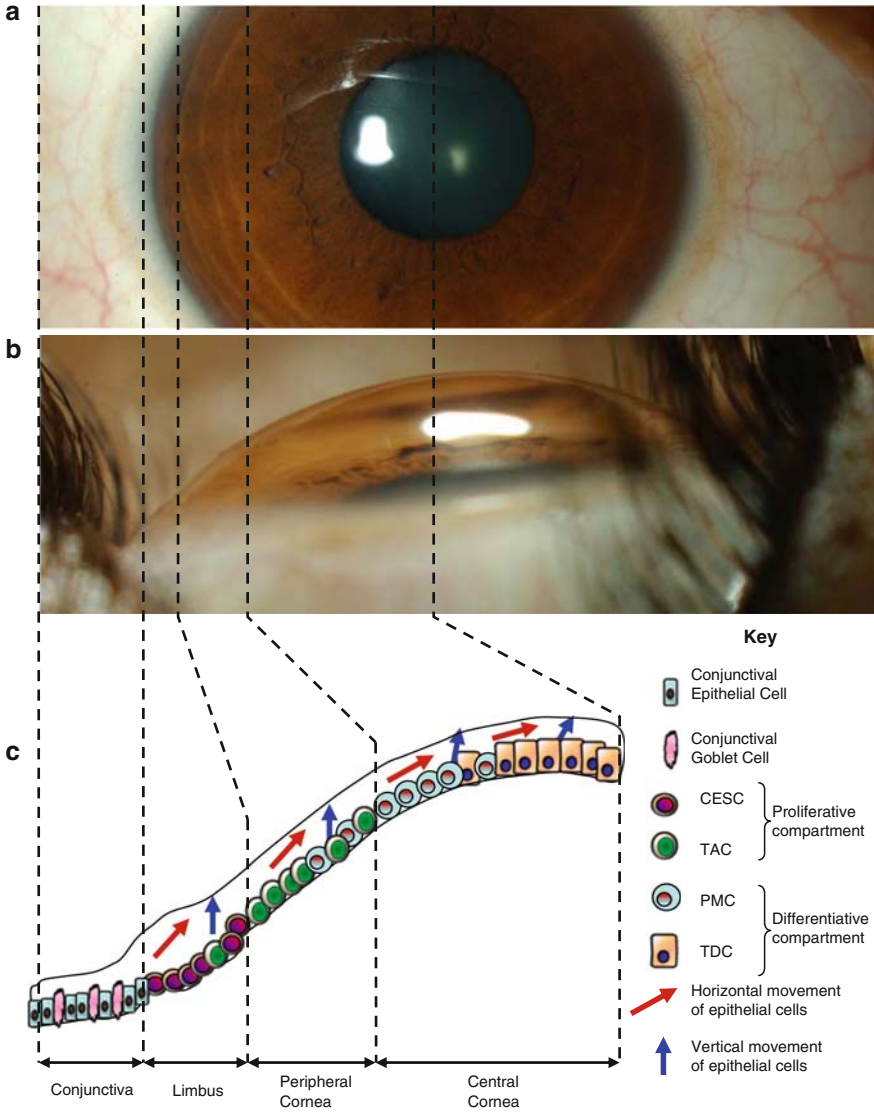 a
b
c
Key
Conjunctival
Epithelial Cell
Conjunctival
Goblet Cell
CESC
TAC
Proliferative
compartment
PMC
TDC
Differentiative
compartment
Horizontal movement
of epithelial cells
Vertical movement
of epithelial cells
Conjunctiva
Limbus
Peripheral
Cornea
Central
Cornea